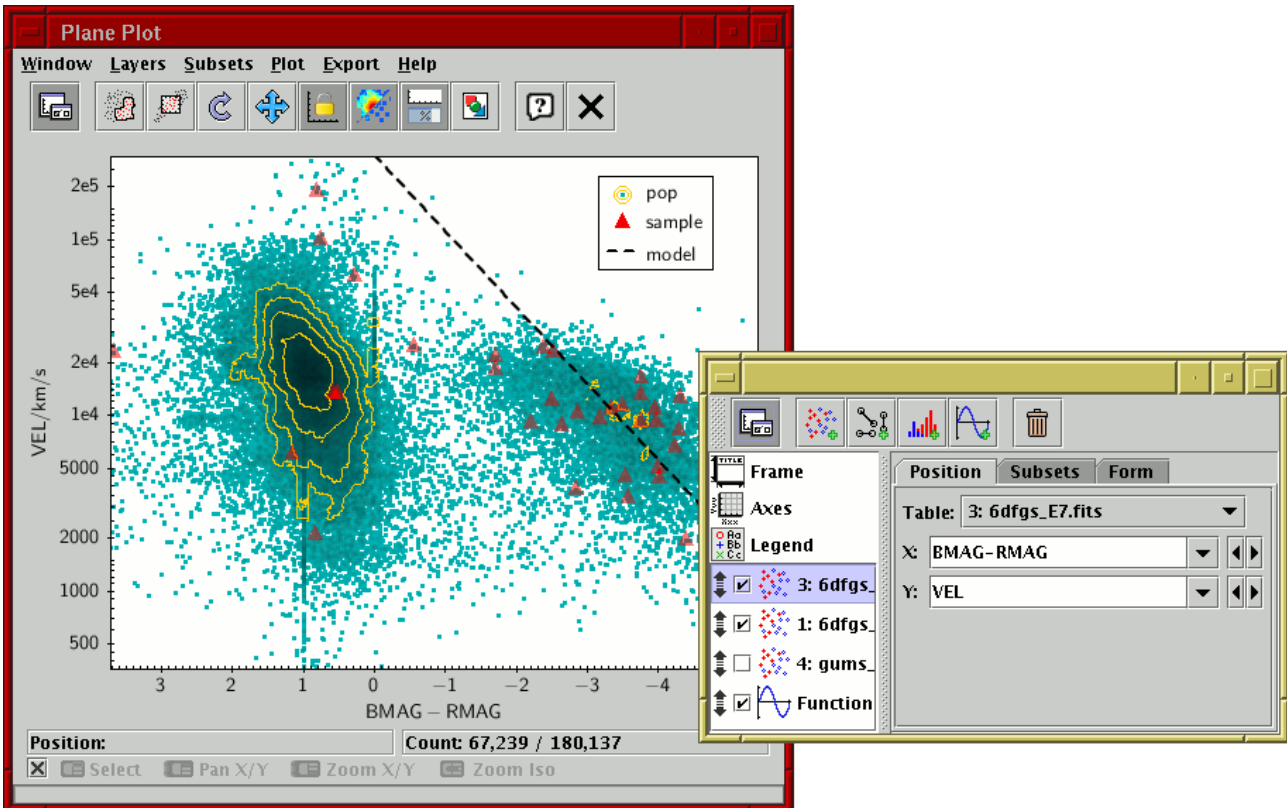 Plane Plot
Window Layers Subsets Plot Export Help
2e5
1e5
5e4
2e4
1e4
5000
2000
1000
500
VEL/km/s
pop
sample
model
3 2 1 0 −1 −2 −3 −4
BMAG − RMAG
Position:
Count: 67,239 / 180,137
Select Pan X/Y Zoom X/Y Zoom Iso
Frame
Axes
Legend
3: 6dfgs_
1: 6dfgs_
4: gums_
Function
Position Subsets Form
Table: 3: 6dfgs_E7.fits
X: BMAG-RMAG
Y: VEL